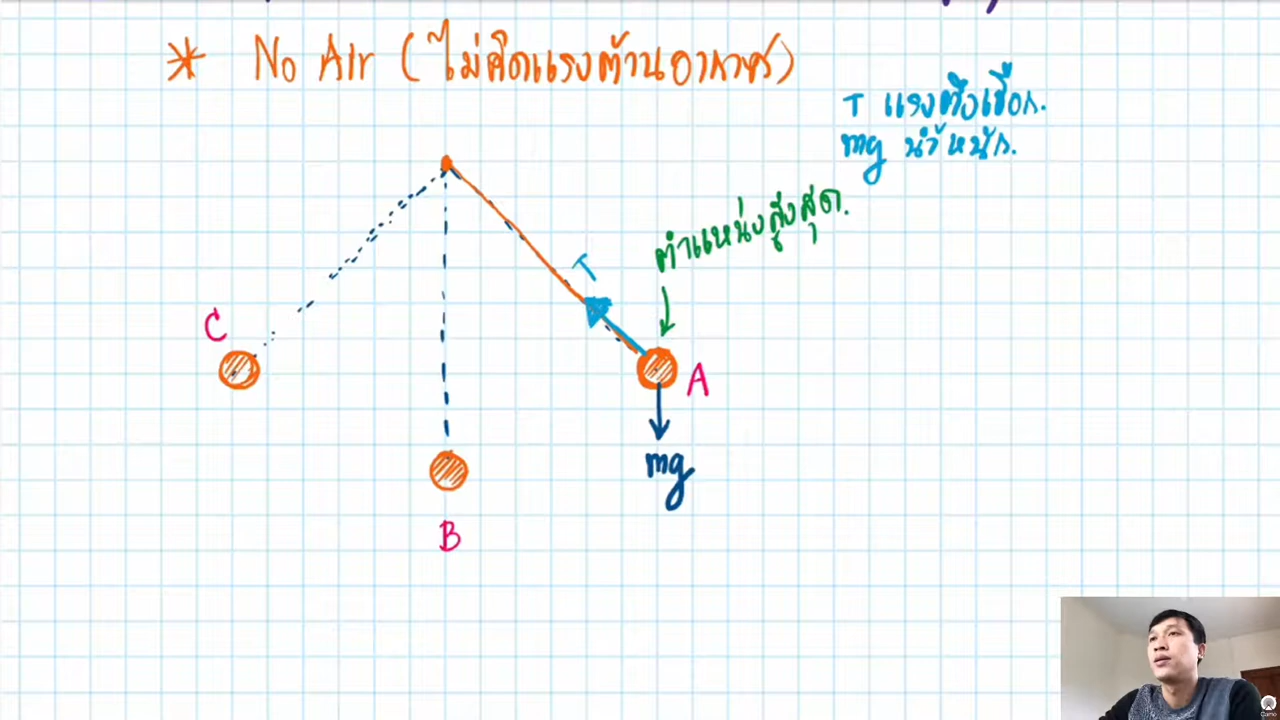 * No Air (ไม่คิดแรงต้านอากาศ)
T แรงตึงเชือก.
mg น้ำหนัก.
ตำแหน่งสูงสุด.
T
C
A
mg
B